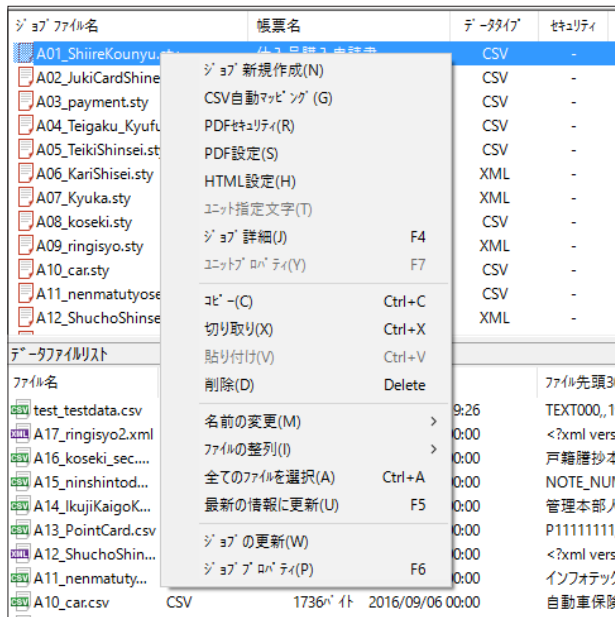 ｼﾞｮﾌﾞﾌｧｲﾙ名 帳票名 ﾃﾞｰﾀﾀｲﾌﾟ ｾｷｭﾘﾃｨ
A01_ShiireKounyu.sty CSV -
A02_JukiCardShine CSV -
A03_payment.sty CSV -
A04_Teigaku_Kyufu CSV -
A05_TeikiShinsei.st CSV -
A06_KariShisei.sty XML -
A07_Kyuka.sty XML -
A08_koseki.sty CSV -
A09_ringisyo.sty XML -
A10_car.sty CSV -
A11_nenmatutyose CSV -
A12_ShuchoShinse XML -
ｼﾞｮﾌﾞ新規作成(N)
CSV自動ﾏｯﾋﾟﾝｸﾞ(G)
PDFｾｷｭﾘﾃｨ(R)
PDF設定(S)
HTML設定(H)
ﾕﾆｯﾄ指定文字(T)
ｼﾞｮﾌﾞ詳細(J) F4
ﾕﾆｯﾄﾌﾟﾛﾊﾟﾃｨ(Y) F7
ｺﾋﾟｰ(C) Ctrl+C
切り取り(X) Ctrl+X
貼り付け(V) Ctrl+V
削除(D) Delete
名前の変更(M) >
ﾌｧｲﾙの整列(I) >
全てのﾌｧｲﾙを選択(A) Ctrl+A
最新の情報に更新(U) F5
ｼﾞｮﾌﾞの更新(W)
ｼﾞｮﾌﾞﾌﾟﾛﾊﾟﾃｨ(P) F6
ﾃﾞｰﾀﾌｧｲﾙﾘｽﾄ
ﾌｧｲﾙ名 ﾌｧｲﾙ先頭3
test_testdata.csv 9:26 TEXT000,,1
A17_ringisyo2.xml 0:00 <?xml vers
A16_koseki_sec.... 0:00 戸籍謄抄本
A15_ninshintod... 0:00 NOTE_NUM
A14_IkujiKaigoK... 0:00 管理本部人
A13_PointCard.csv 0:00 P11111111
A12_ShuchoShin... 0:00 <?xml vers
A11_nenmatuty... 0:00 インフォテック
A10_car.csv CSV 1736ﾊﾞｲﾄ 2016/09/06 00:00 自動車保険